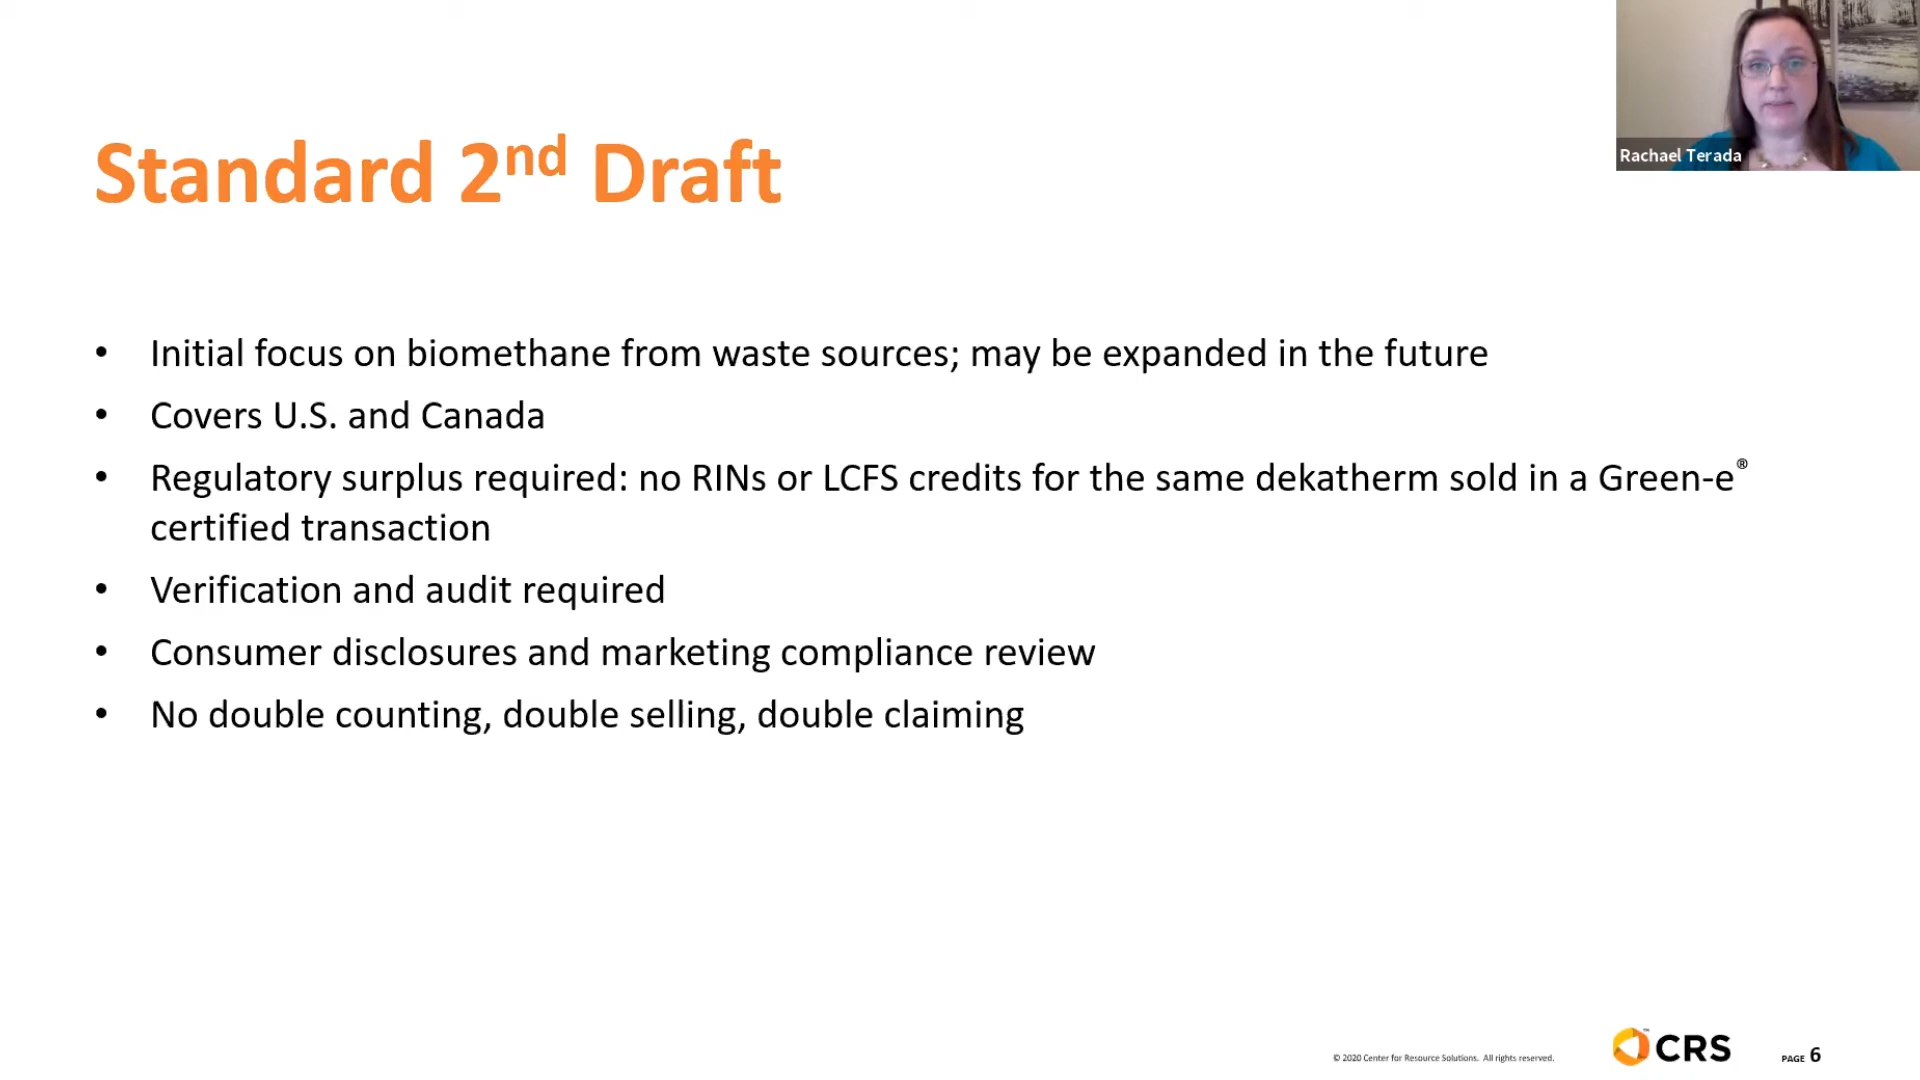 Rachael Terada
Standard 2nd Draft
• Initial focus on biomethane from waste sources; may be expanded in the future
• Covers U.S. and Canada
• Regulatory surplus required: no RINs or LCFS credits for the same dekatherm sold in a Green-e®
certified transaction
• Verification and audit required
• Consumer disclosures and marketing compliance review
• No double counting, double selling, double claiming
© 2020 Center for Resource Solutions. All rights reserved.
™ CRS
PAGE 6